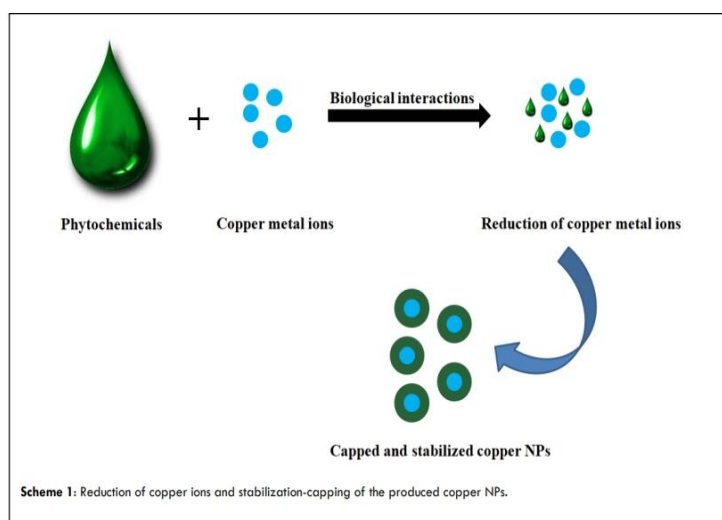 +
Biological interactions
Phytochemicals
Copper metal ions
Reduction of copper metal ions
Capped and stabilized copper NPs
Scheme 1: Reduction of copper ions and stabilization-capping of the produced copper NPs.